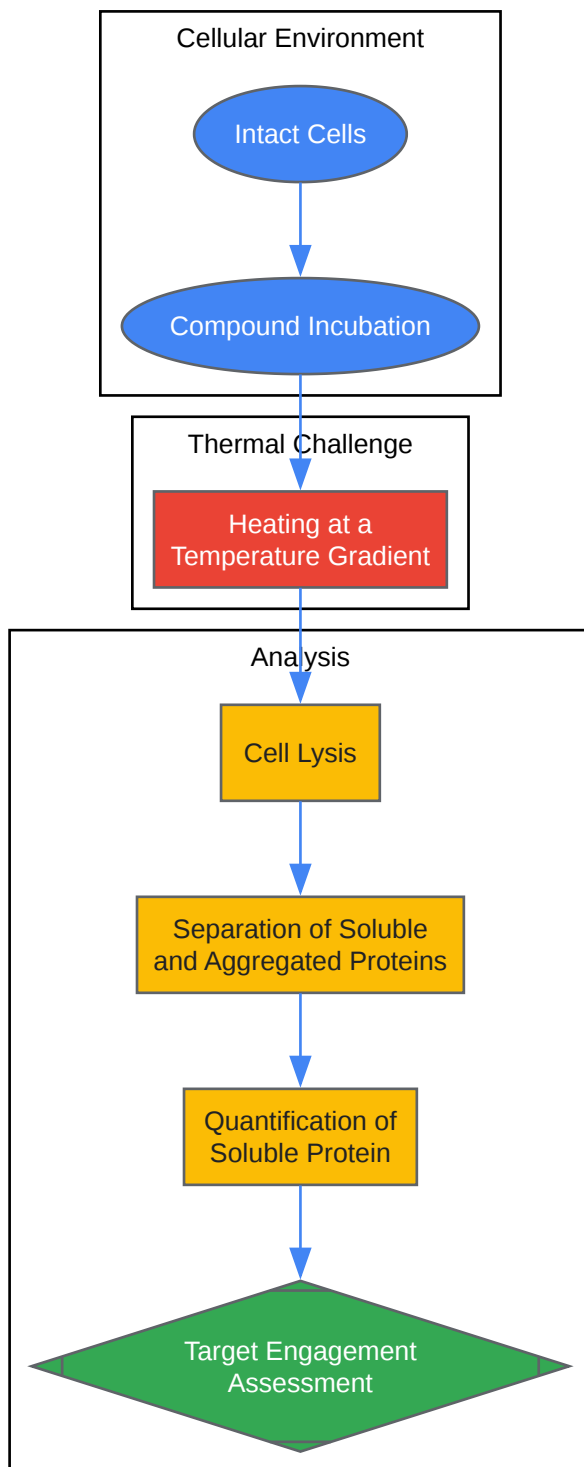 Cellular Environment
Intact Cells
Compound Incubation
Thermal Challenge
Heating at a
Temperature Gradient
Analysis
Cell Lysis
Separation of Soluble
and Aggregated Proteins
Quantification of
Soluble Protein
Target Engagement
Assessment